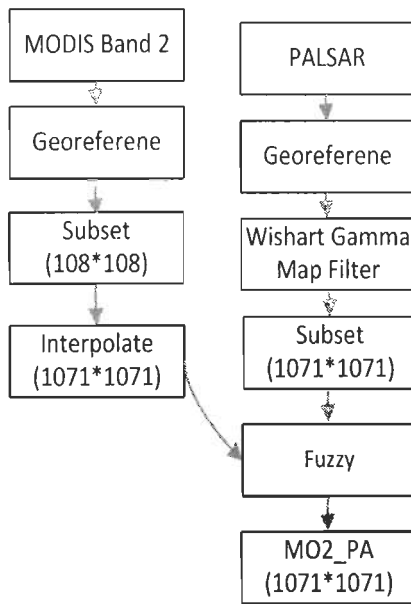 MODIS Band 2
Georeferene
Subset
(108*108)
Interpolate
(1071*1071)
PALSAR
Georeferene
Wishart Gamma
Map Filter
Subset
(1071*1071)
Fuzzy
MO2_PA
(1071*1071)